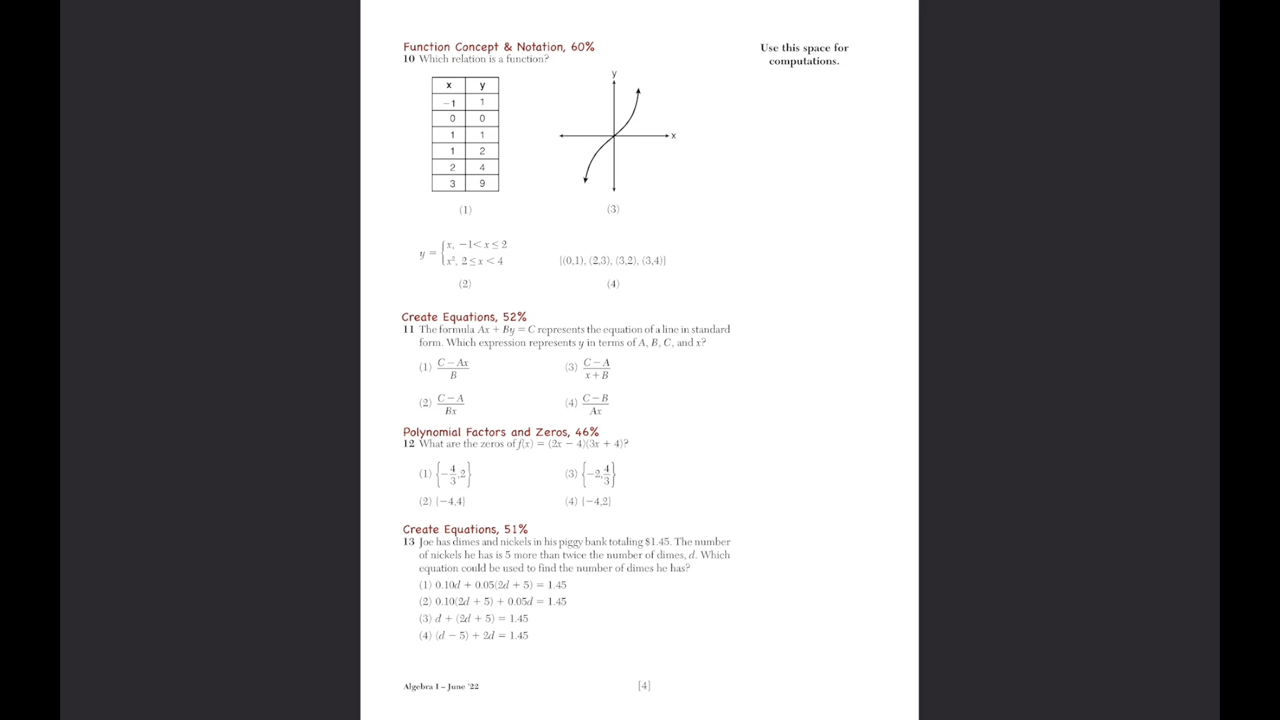 Function Concept & Notation, 60%
Use this space for
computations.
10 Which relation is a function?
x y
−1 1
0 0
1 1
1 2
2 4
3 9
(1)
y
x
(3)
y = {x, −1< x ≤ 2
x², 2 ≤ x < 4
(2)
{(0,1), (2,3), (3,2), (3,4)}
(4)
Create Equations, 52%
11 The formula Ax + By = C represents the equation of a line in standard
form. Which expression represents y in terms of A, B, C, and x?
(1) C − Ax / B
(3) C − A / x + B
(2) C − A / Bx
(4) C − B / Ax
Polynomial Factors and Zeros, 46%
12 What are the zeros of f(x) = (2x − 4)(3x + 4)?
(1) {−4/3, 2}
(3) {−2, 4/3}
(2) {−4,4}
(4) {−4,2}
Create Equations, 51%
13 Joe has dimes and nickels in his piggy bank totaling $1.45. The number
of nickels he has is 5 more than twice the number of dimes, d. Which
equation could be used to find the number of dimes he has?
(1) 0.10d + 0.05(2d + 5) = 1.45
(2) 0.10(2d + 5) + 0.05d = 1.45
(3) d + (2d + 5) = 1.45
(4) (d − 5) + 2d = 1.45
Algebra I – June '22
[4]